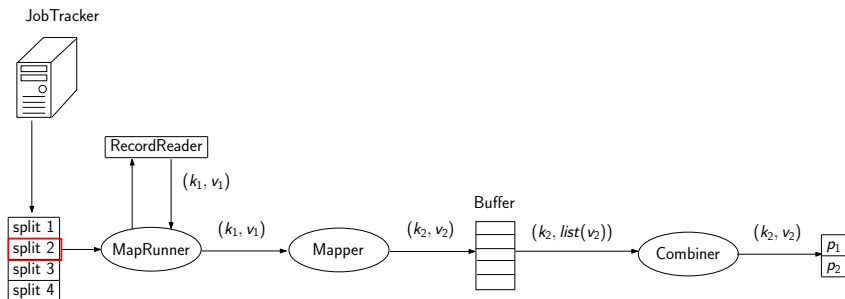 JobTracker
RecordReader
(k₁, v₁)
Buffer
split 1
split 2
split 3
split 4
MapRunner
(k₁, v₁)
Mapper
(k₂, v₂)
(k₂, list(v₂))
Combiner
(k₂, v₂)
p₁
p₂